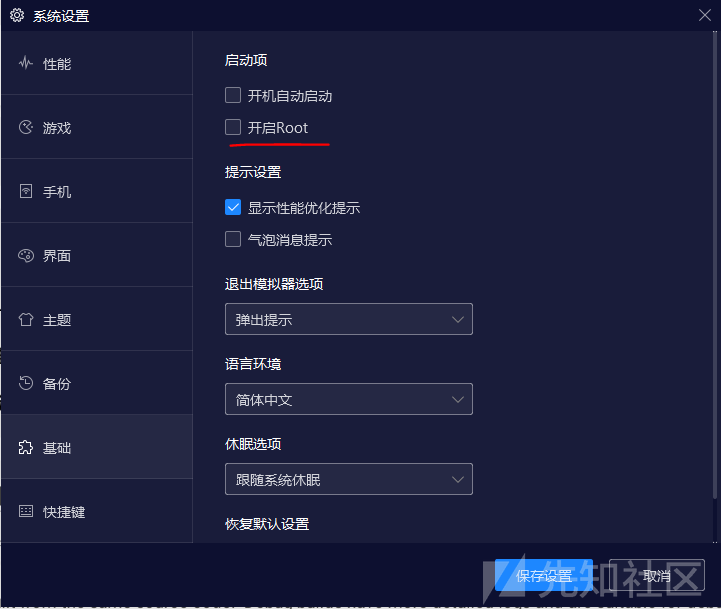 系统设置
性能
游戏
手机
界面
主题
备份
基础
快捷键
启动项
开机自动启动
开启Root
提示设置
显示性能优化提示
气泡消息提示
退出模拟器选项
弹出提示
语言环境
简体中文
休眠选项
跟随系统休眠
恢复默认设置
保存设置
取消
先知社区